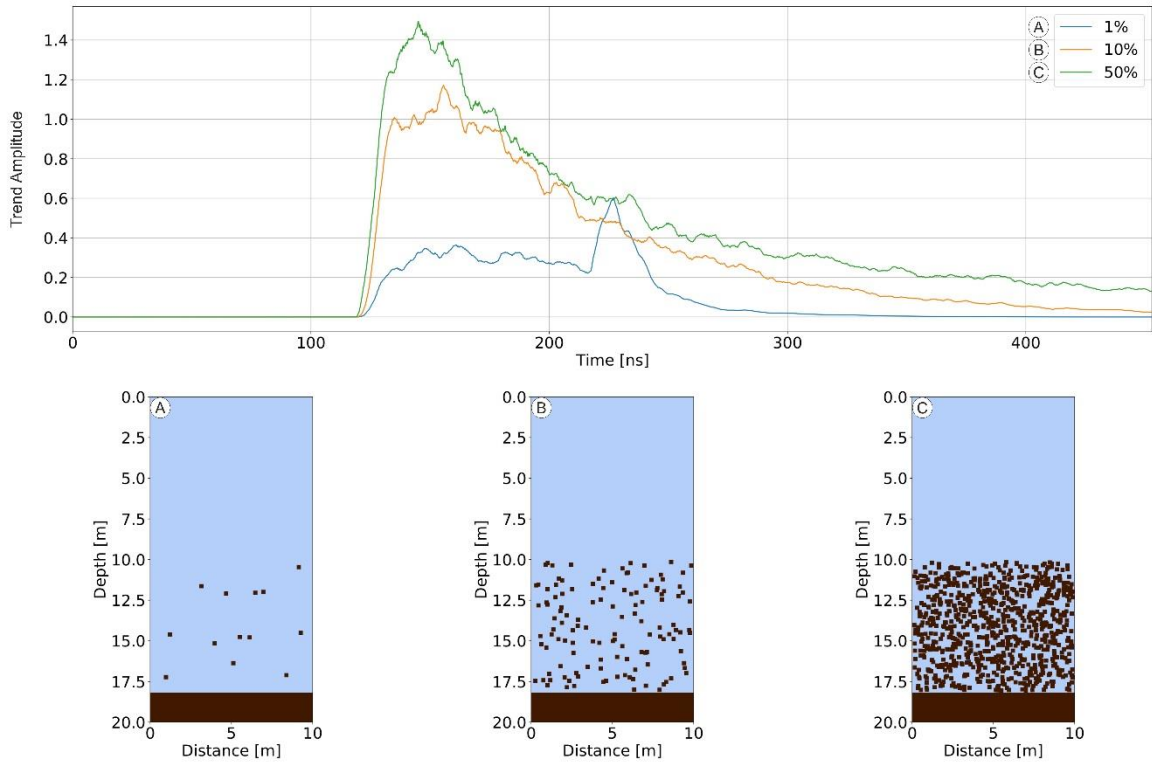 1.4
1.2
1.0
0.8
0.6
0.4
0.2
0.0
Trend Amplitude
0 100 200 300 400
Time [ns]
A 1%
B 10%
C 50%
A
0.0
2.5
5.0
7.5
10.0
12.5
15.0
17.5
20.0
Depth [m]
0 5 10
Distance [m]
B
0.0
2.5
5.0
7.5
10.0
12.5
15.0
17.5
20.0
Depth [m]
0 5 10
Distance [m]
C
0.0
2.5
5.0
7.5
10.0
12.5
15.0
17.5
20.0
Depth [m]
0 5 10
Distance [m]